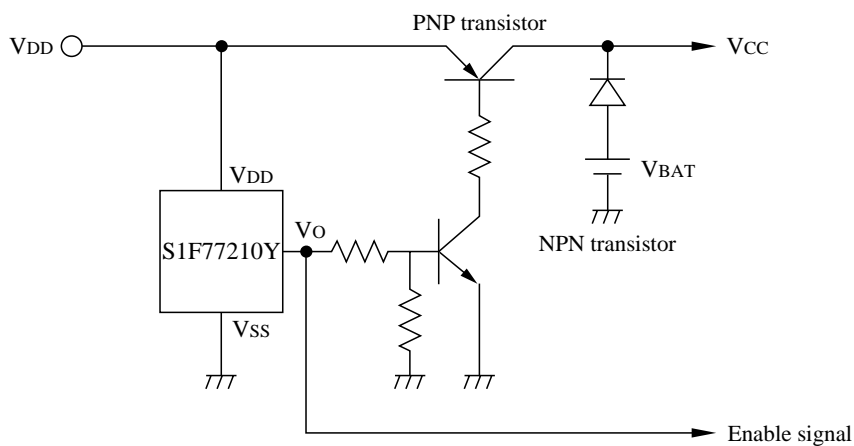 PNP transistor
VDD
VCC
VDD
VBAT
VO
S1F77210Y
NPN transistor
VSS
Enable signal